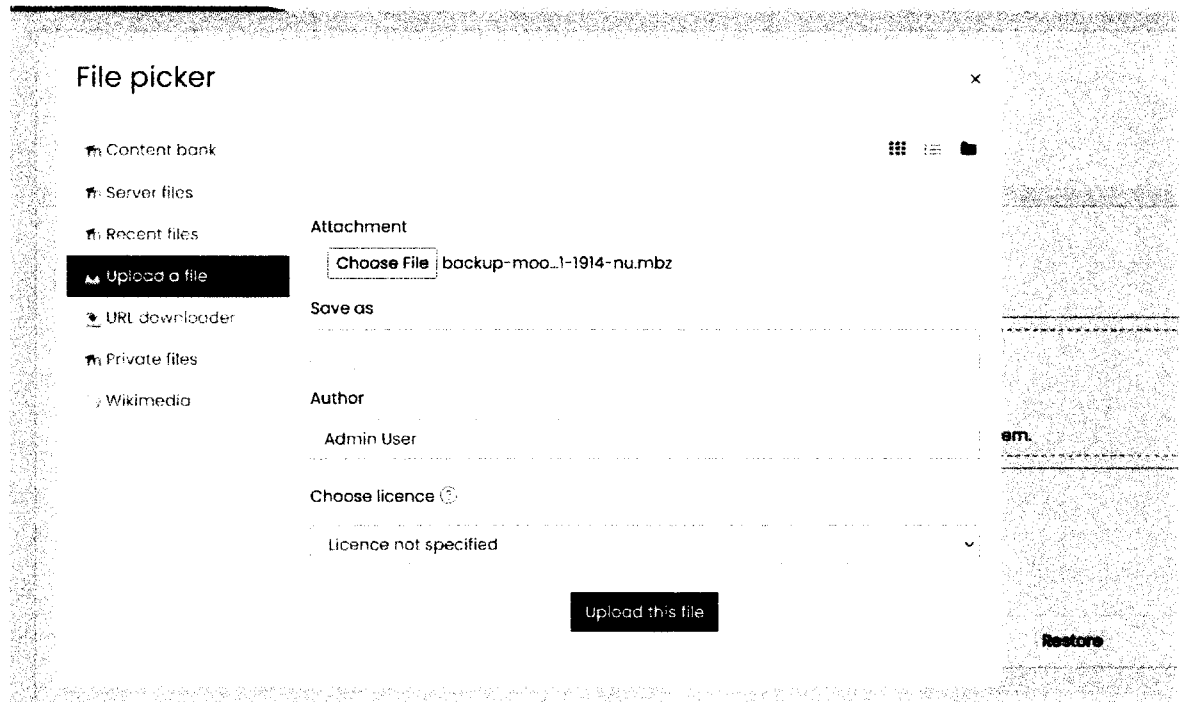 File picker
×
Content bank
Server files
Recent files
Upload a file
URL downloader
Private files
Wikimedia
Attachment
Choose File backup-moo...1-1914-nu.mbz
Save as
Author
Admin User
Choose licence ?
Licence not specified
Upload this file
em.
Restore